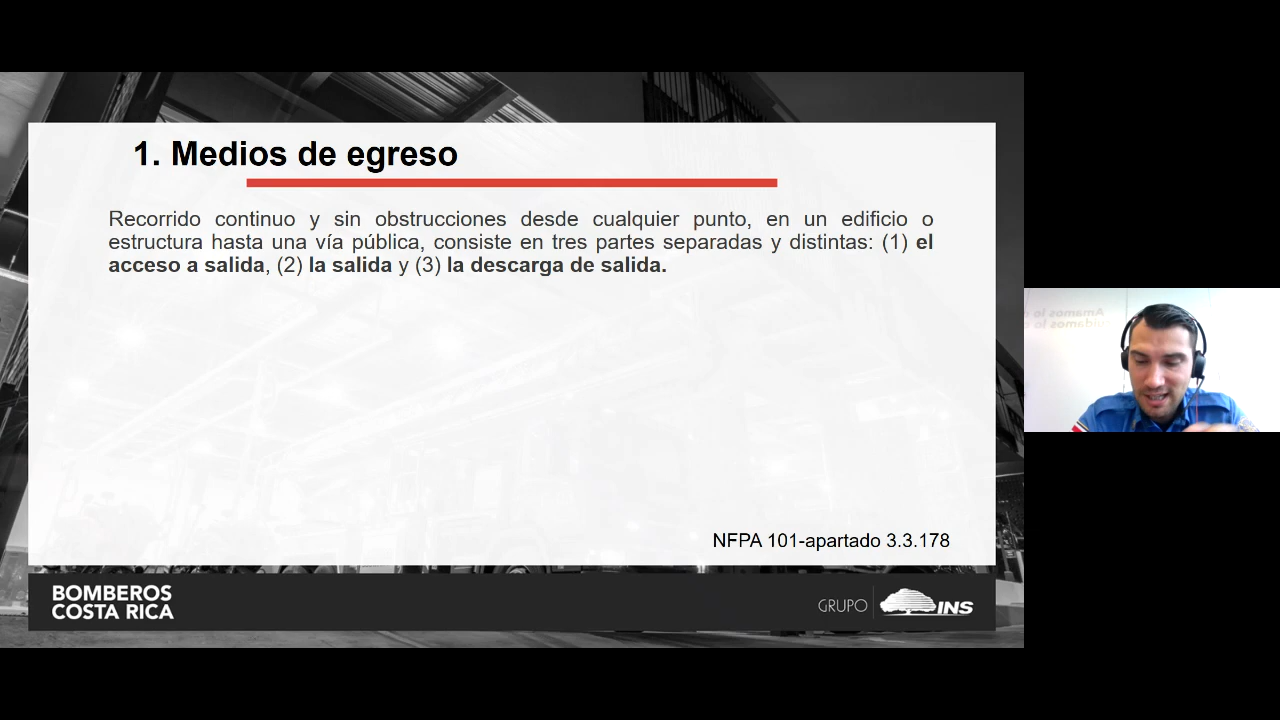 1. Medios de egreso
Recorrido continuo y sin obstrucciones desde cualquier punto, en un edificio o
estructura hasta una vía pública, consiste en tres partes separadas y distintas: (1) el
acceso a salida, (2) la salida y (3) la descarga de salida.
NFPA 101-apartado 3.3.178
BOMBEROS
COSTA RICA
GRUPO
INS
Amamos lo